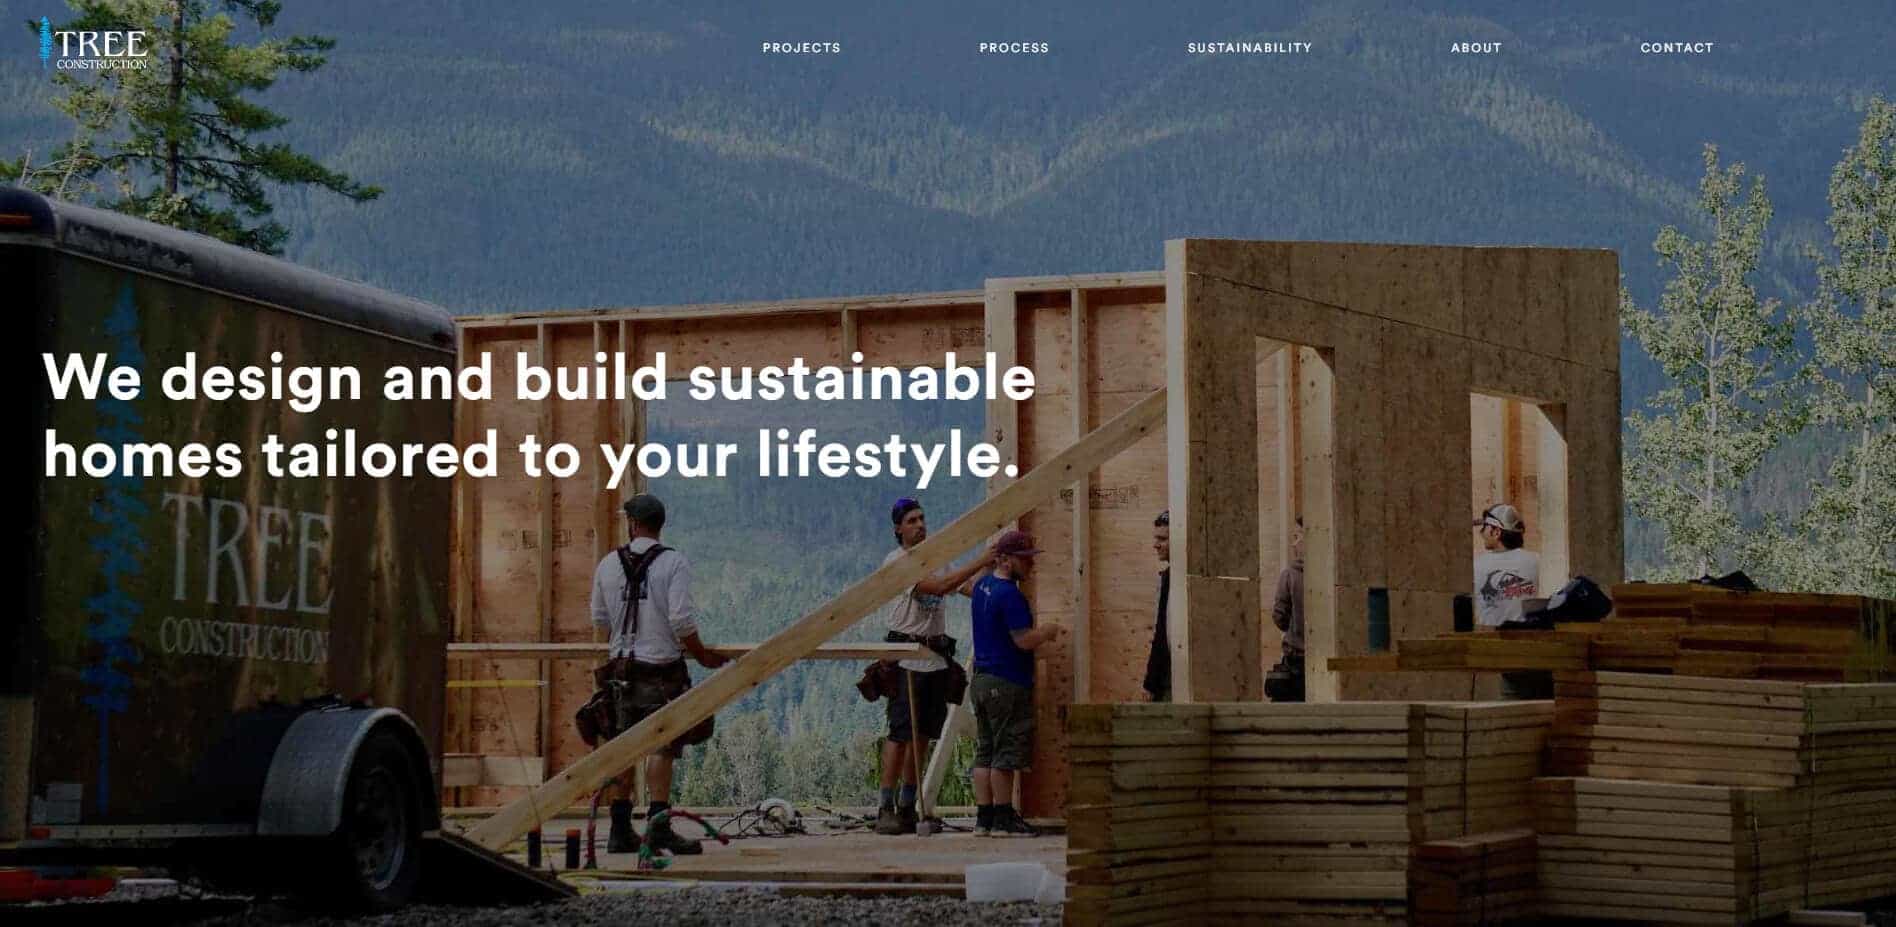 TREE
CONSTRUCTION
PROJECTS
PROCESS
SUSTAINABILITY
ABOUT
CONTACT
We design and build sustainable
homes tailored to your lifestyle.
TREE
CONSTRUCTION